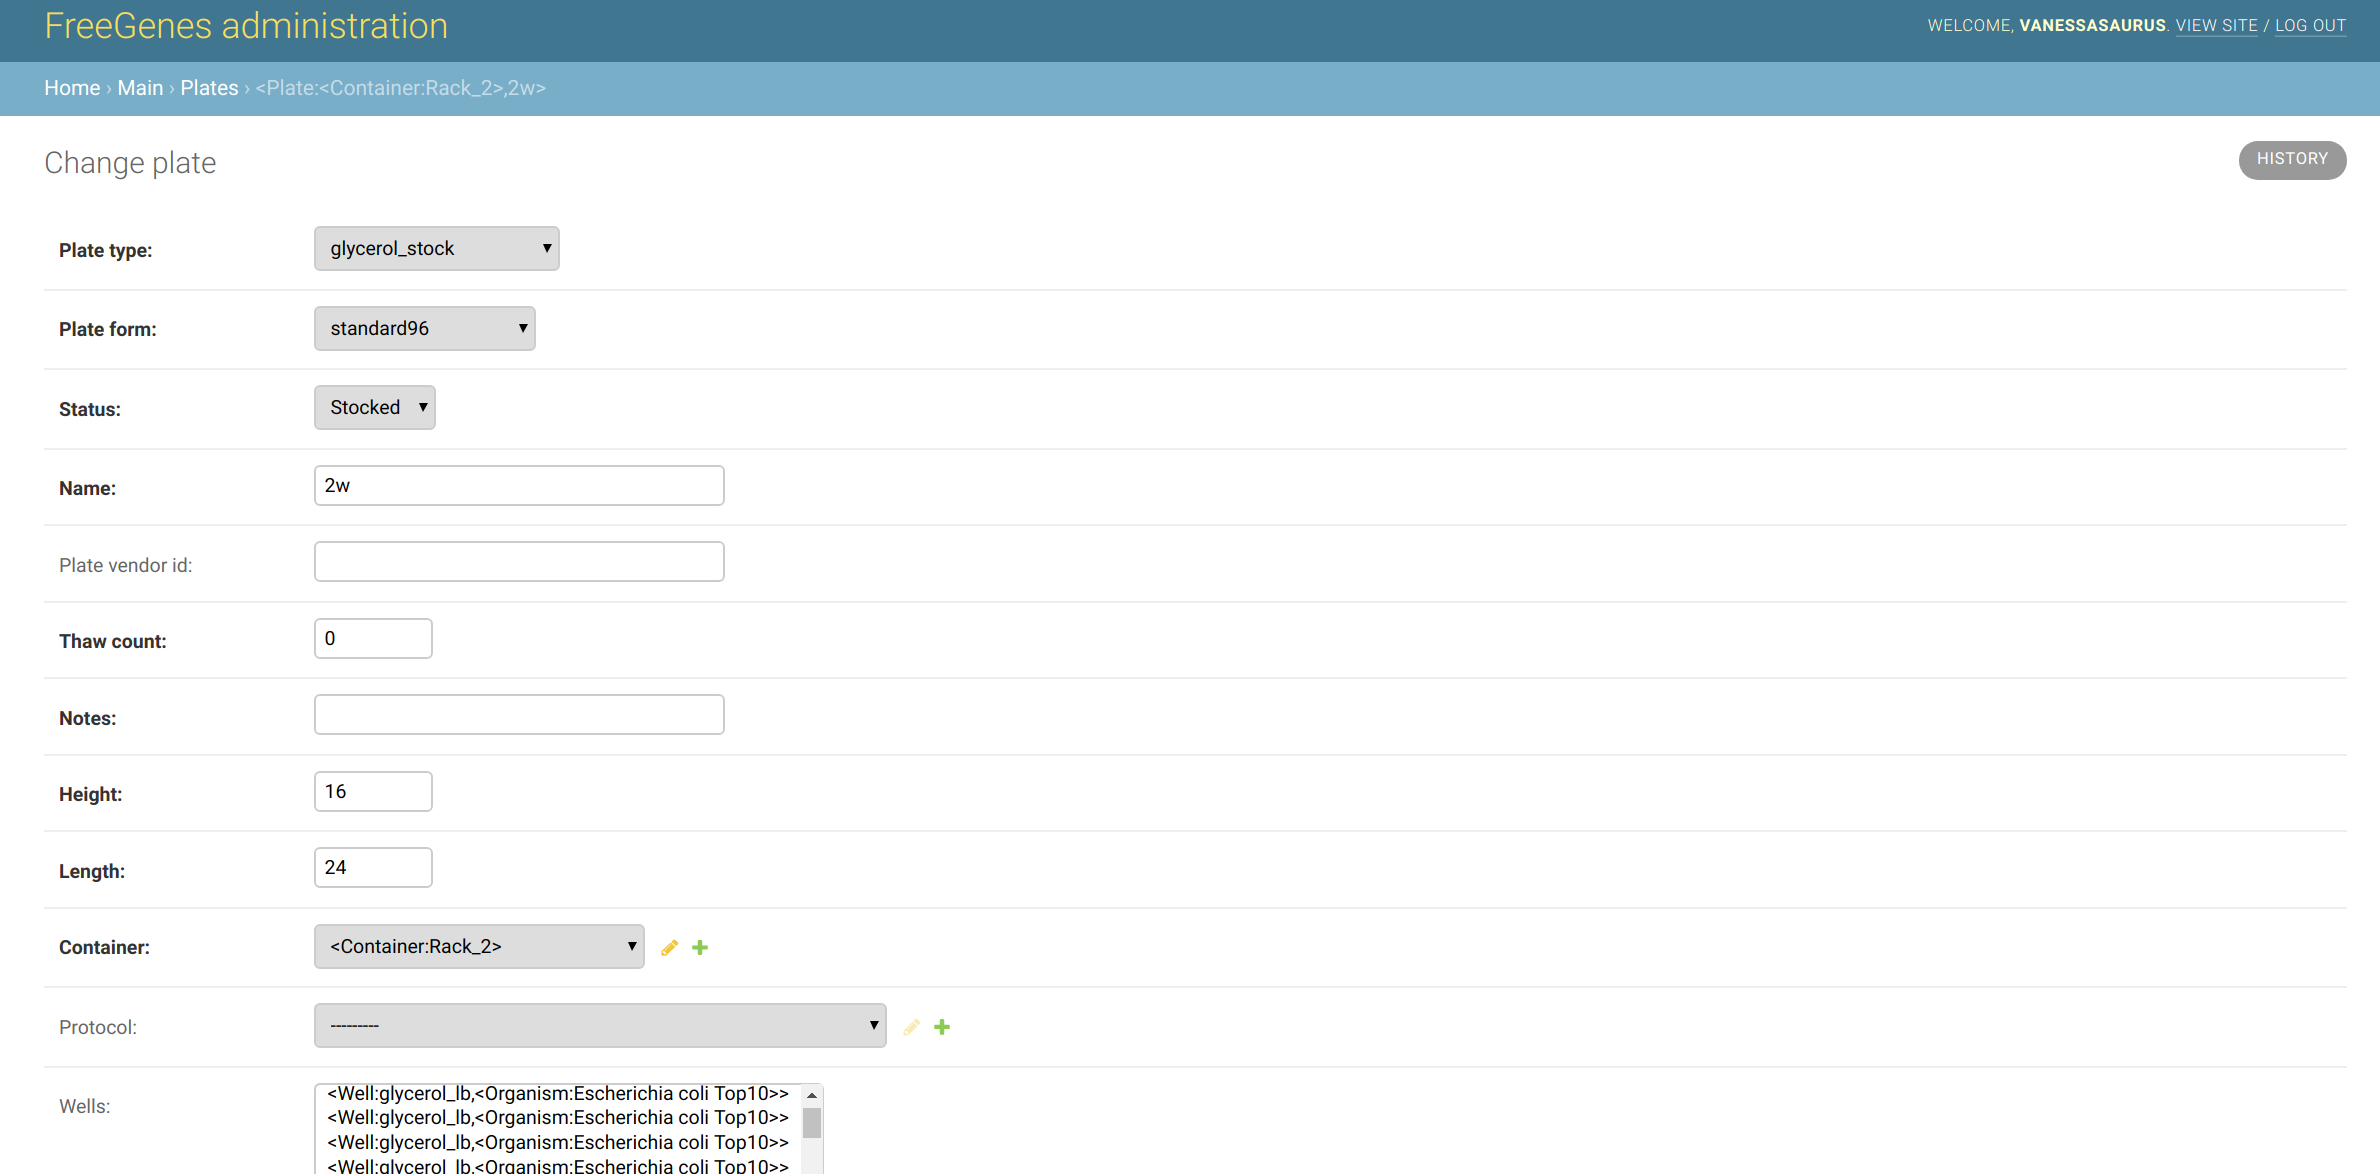 FreeGenes administration
WELCOME, VANESSASAURUS. VIEW SITE / LOG OUT
Home › Main › Plates › <Plate:<Container:Rack_2>,2w>
Change plate
HISTORY
Plate type: glycerol_stock
Plate form: standard96
Status: Stocked
Name: 2w
Plate vendor id:
Thaw count: 0
Notes:
Height: 16
Length: 24
Container: <Container:Rack_2>
Protocol: ---------
Wells: <Well:glycerol_lb,<Organism:Escherichia coli Top10>>
<Well:glycerol_lb,<Organism:Escherichia coli Top10>>
<Well:glycerol_lb,<Organism:Escherichia coli Top10>>
<Well:glycerol_lb,<Organism:Escherichia coli Top10>>